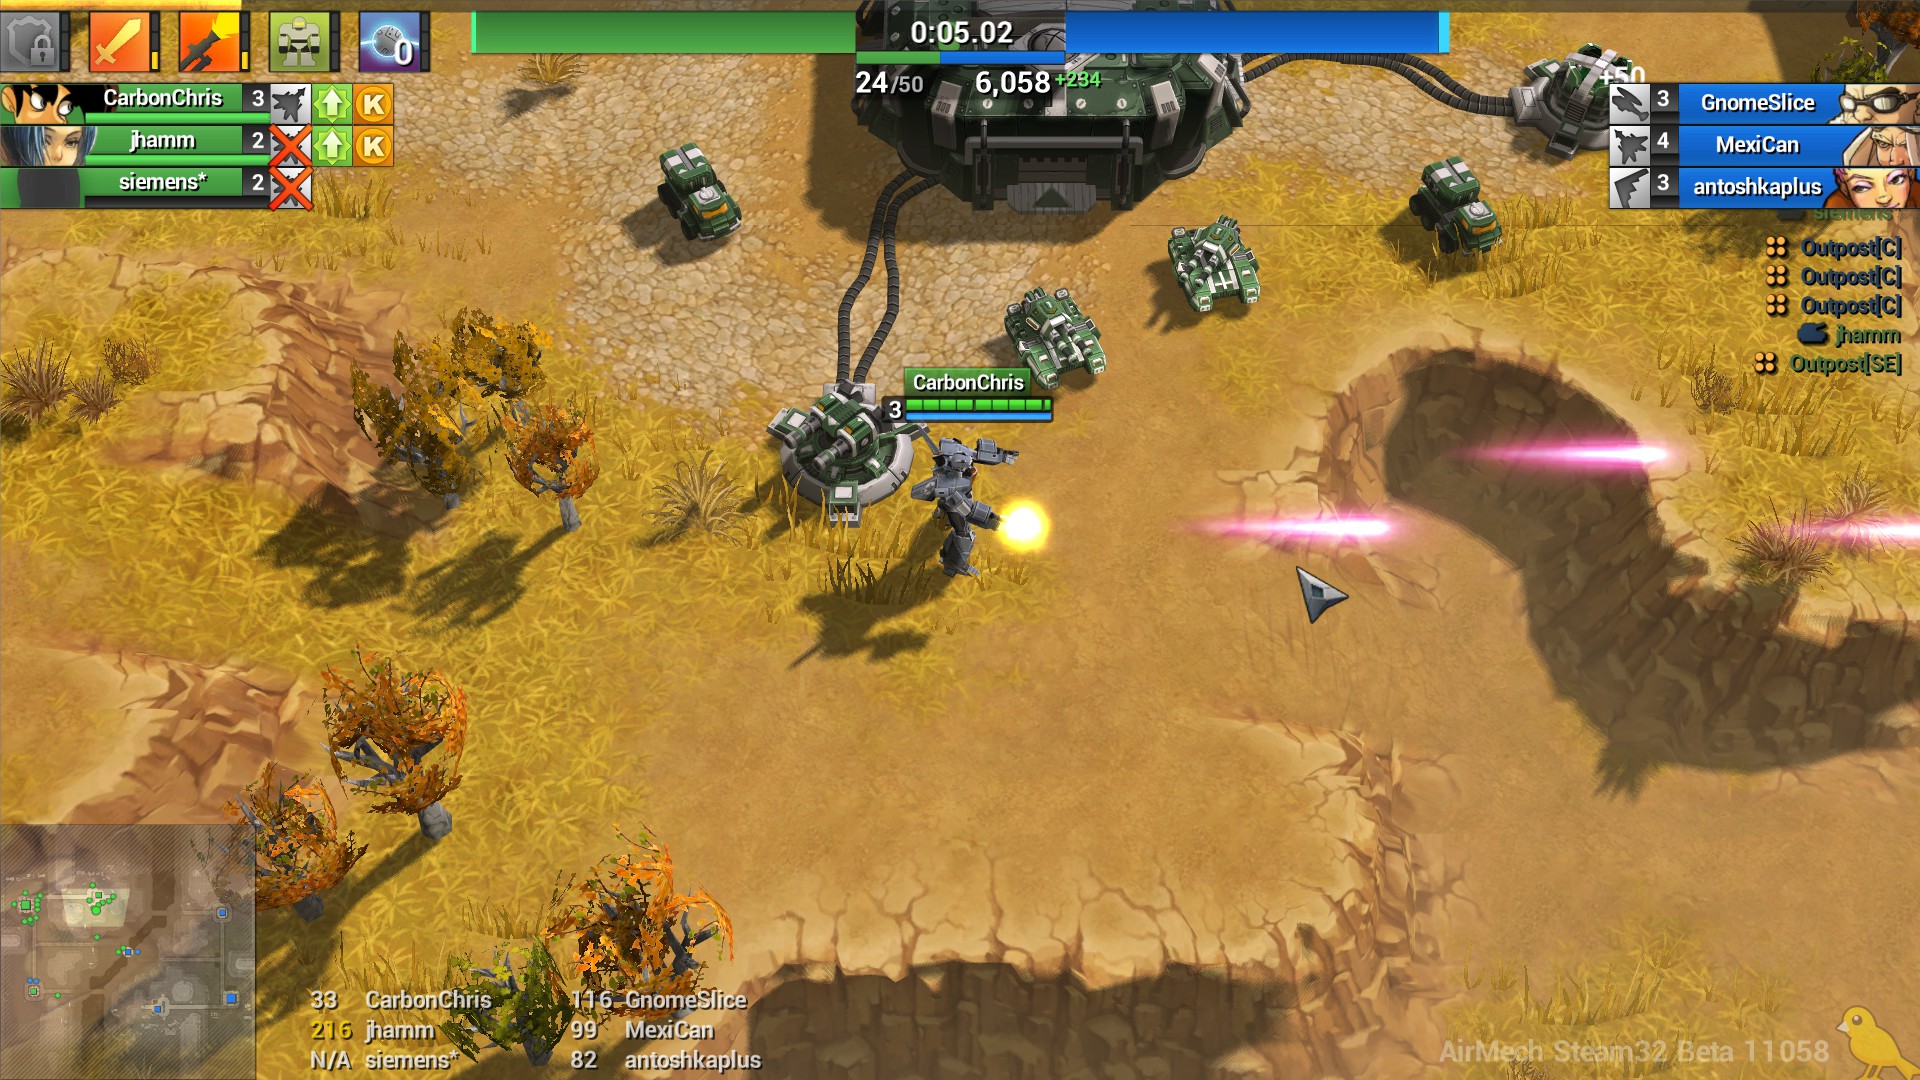 0
0:05.02
24/50
6,058 +234
+50
CarbonChris 3 K
jhamm 2 K
siemens* 2
3 GnomeSlice
4 MexiCan
3 antoshkaplus
siemens
Outpost[C]
Outpost[C]
Outpost[C]
jhamm
Outpost[SE]
CarbonChris
3
33 CarbonChris 116 GnomeSlice
216 jhamm 99 MexiCan
N/A siemens* 82 antoshkaplus
AirMech Steam32 Beta 11058